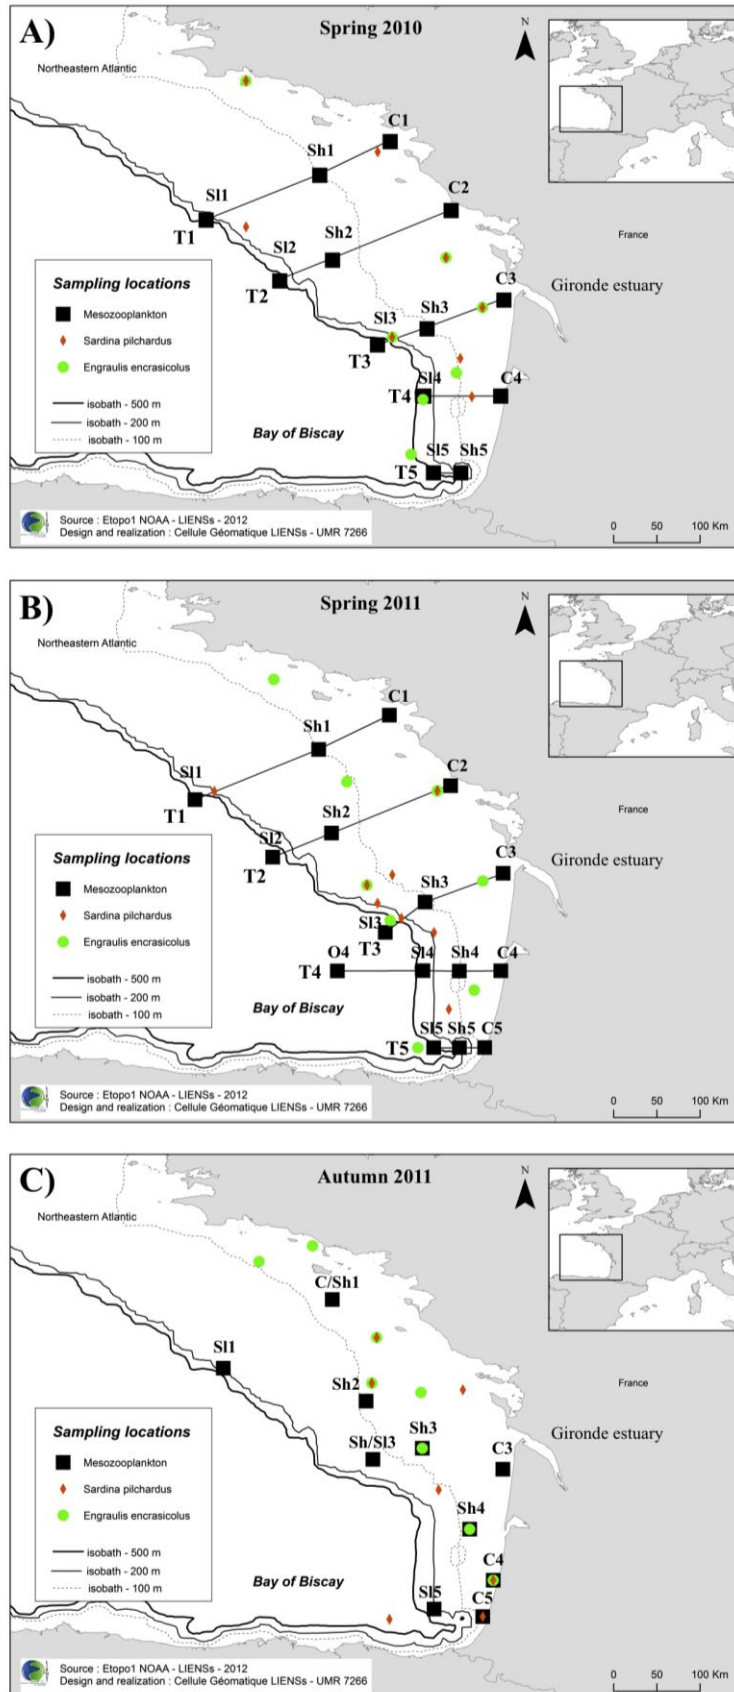 A)
Spring 2010
N
Northeastern Atlantic
C1
Sh1
Sl1
T1
C2
Sh2
Sl2
T2
France
Gironde estuary
C3
Sh3
Sl3
T3
Sl4
T4
C4
Sl5
Sh5
T5
Sampling locations
Mesozooplankton
Sardina pilchardus
Engraulis encrasicolus
isobath - 500 m
isobath - 200 m
isobath - 100 m
Bay of Biscay
Source : Etopo1 NOAA - LIENSs - 2012
Design and realization : Cellule Géomatique LIENSs - UMR 7266
0 50 100 Km
B)
Spring 2011
N
Northeastern Atlantic
C1
Sh1
Sl1
T1
C2
Sh2
Sl2
T2
France
Gironde estuary
C3
Sh3
Sl3
T3
O4
Sl4
Sh4
C4
T4
Sl5
Sh5
C5
T5
Sampling locations
Mesozooplankton
Sardina pilchardus
Engraulis encrasicolus
isobath - 500 m
isobath - 200 m
isobath - 100 m
Bay of Biscay
Source : Etopo1 NOAA - LIENSs - 2012
Design and realization : Cellule Géomatique LIENSs - UMR 7266
0 50 100 Km
C)
Autumn 2011
N
Northeastern Atlantic
C/Sh1
Sl1
Sh2
France
Gironde estuary
Sh3
Sh/Sl3
C3
Sh4
C4
C5
Sl5
Sampling locations
Mesozooplankton
Sardina pilchardus
Engraulis encrasicolus
isobath - 500 m
isobath - 200 m
isobath - 100 m
Bay of Biscay
Source : Etopo1 NOAA - LIENSs - 2012
Design and realization : Cellule Géomatique LIENSs - UMR 7266
0 50 100 Km